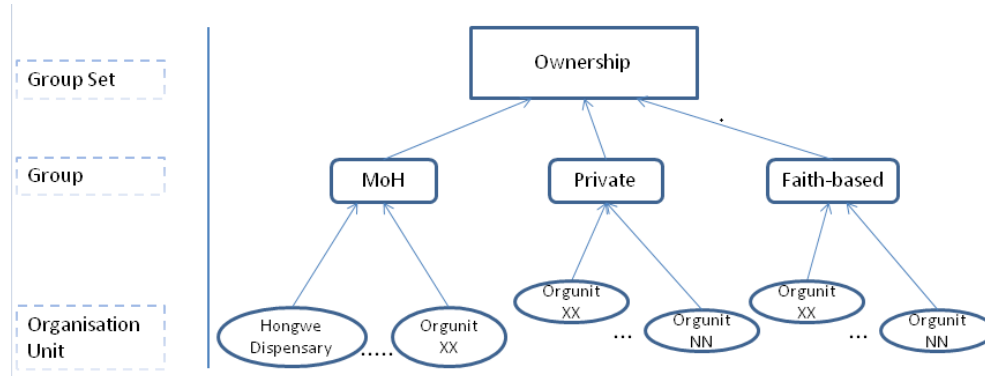 Ownership
Group Set
Group
MoH
Private
Faith-based
Orgunit
XX
Orgunit
XX
Organisation
Unit
Hongwe
Dispensary
.....
Orgunit
XX
...
Orgunit
NN
...
Orgunit
NN